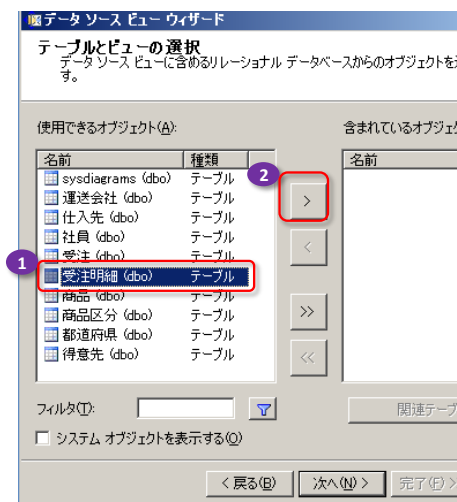 データ ソース ビュー ウィザード
テーブルとビューの選択
データ ソース ビューに含めるリレーショナル データベースからのオブジェクトを
す。
使用できるオブジェクト(A):
含まれているオブジェク
名前 種類
名前
sysdiagrams (dbo) テーブル
2
>
運送会社 (dbo) テーブル
仕入先 (dbo) テーブル
社員 (dbo) テーブル
<
受注 (dbo) テーブル
1
受注明細 (dbo) テーブル
商品 (dbo) テーブル
商品区分 (dbo) テーブル
>>
都道府県 (dbo) テーブル
得意先 (dbo) テーブル
<<
フィルタ(T):
関連テーブ
システム オブジェクトを表示する(O)
< 戻る(B)
次へ(N) >
完了(F) >